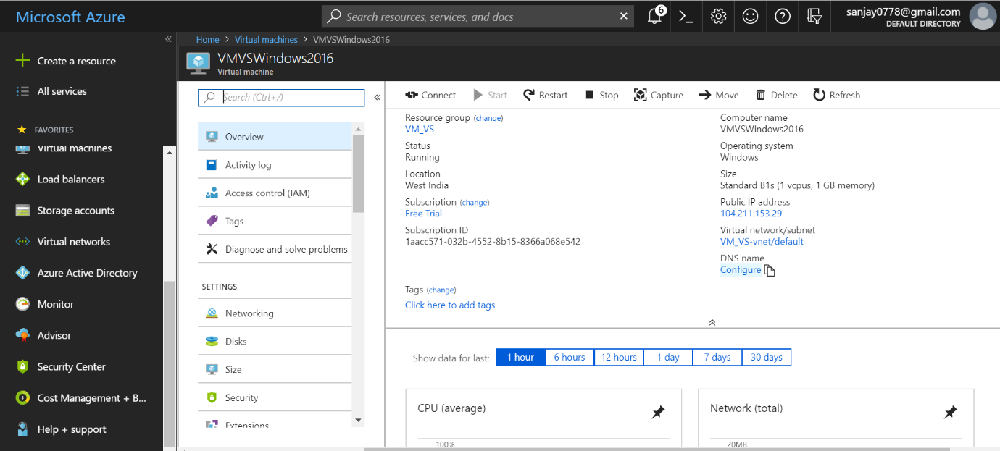 Microsoft Azure
Search resources, services, and docs
6
sanjay0778@gmail.com
DEFAULT DIRECTORY
Home > Virtual machines > VMVSWindows2016
VMVSWindows2016
Virtual machine
Create a resource
All services
FAVORITES
Virtual machines
Load balancers
Storage accounts
Virtual networks
Azure Active Directory
Monitor
Advisor
Security Center
Cost Management + B...
Help + support
Search (Ctrl+/)
Overview
Activity log
Access control (IAM)
Tags
Diagnose and solve problems
SETTINGS
Networking
Disks
Size
Security
Extensions
Connect Start Restart Stop Capture Move Delete Refresh
Resource group (change)
VM_VS
Status
Running
Location
West India
Subscription (change)
Free Trial
Subscription ID
1aacc571-032b-4552-8b15-8366a068e542
Computer name
VMVSWindows2016
Operating system
Windows
Size
Standard B1s (1 vcpus, 1 GB memory)
Public IP address
104.211.153.29
Virtual network/subnet
VM_VS-vnet/default
DNS name
Configure
Tags (change)
Click here to add tags
Show data for last: 1 hour 6 hours 12 hours 1 day 7 days 30 days
CPU (average)
100%
Network (total)
20MB